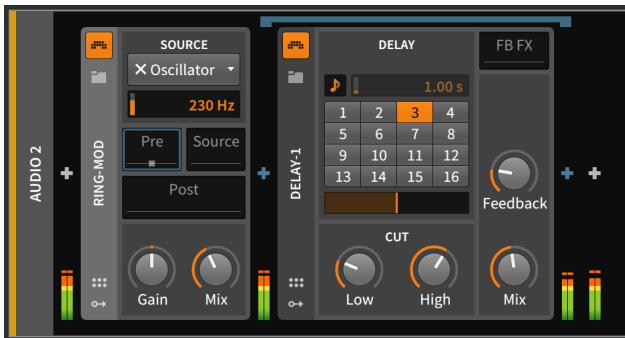 AUDIO 2
RING-MOD
SOURCE
Oscillator
230 Hz
Pre
Source
Post
Gain
Mix
DELAY-1
DELAY
1.00 s
1 2 3 4
5 6 7 8
9 10 11 12
13 14 15 16
CUT
Low
High
FB FX
Feedback
Mix